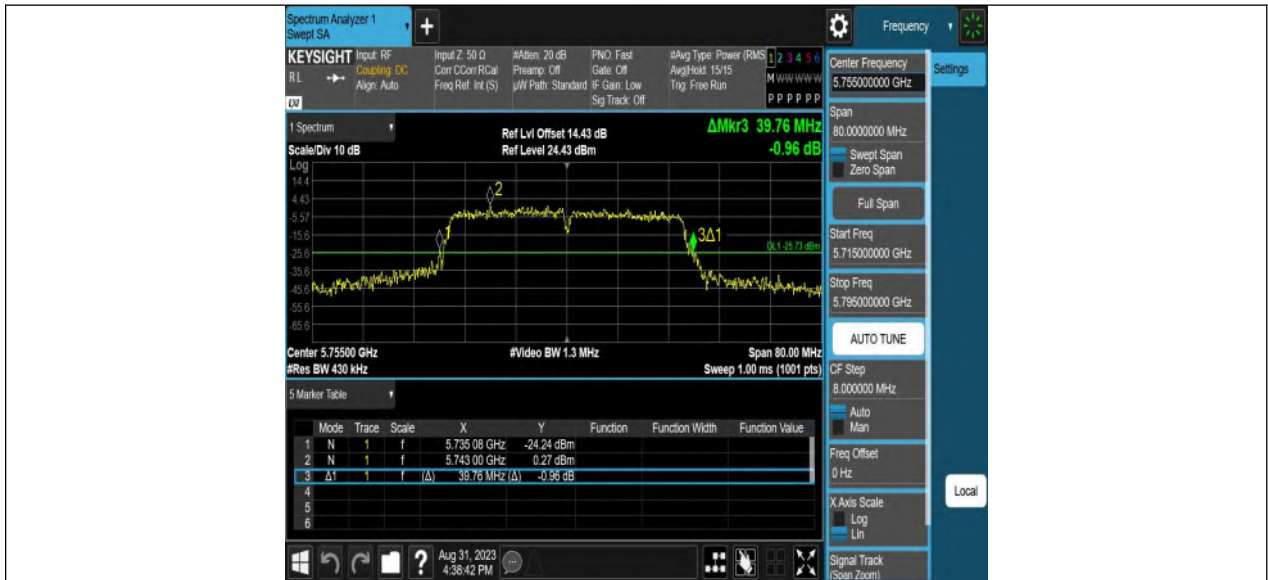 Spectrum Analyzer 1
Swept SA
+
Frequency
KEYSIGHT
RL
LXI
Input: RF
Coupling: DC
Align: Auto
Input Z: 50 Ω
Corr CCorr RCal
Freq Ref: Int (S)
#Atten: 20 dB
Preamp: Off
µW Path: Standard
PNO: Fast
Gate: Off
IF Gain: Low
Sig Track: Off
#Avg Type: Power (RMS
Avg|Hold: 15/15
Trig: Free Run
1 2 3 4 5 6
M W W W W W
P P P P P P
1 Spectrum
Scale/Div 10 dB
Ref Lvl Offset 14.43 dB
Ref Level 24.43 dBm
ΔMkr3 39.76 MHz
-0.96 dB
Log
14.4
4.43
-5.57
-15.6
-25.6
-35.6
-45.6
-55.6
-65.6
2
1
3Δ1
DL1 -25.73 dBm
Center 5.75500 GHz
#Video BW 1.3 MHz
Span 80.00 MHz
#Res BW 430 kHz
Sweep 1.00 ms (1001 pts)
5 Marker Table
Mode Trace Scale X Y Function Function Width Function Value
1 N 1 f 5.735 08 GHz -24.24 dBm
2 N 1 f 5.743 00 GHz 0.27 dBm
3 Δ1 1 f (Δ) 39.76 MHz (Δ) -0.96 dB
4
5
6
?
Aug 31, 2023
4:38:42 PM
Center Frequency
5.755000000 GHz
Span
80.0000000 MHz
Swept Span
Zero Span
Full Span
Start Freq
5.715000000 GHz
Stop Freq
5.795000000 GHz
AUTO TUNE
CF Step
8.000000 MHz
Auto
Man
Freq Offset
0 Hz
X Axis Scale
Log
Lin
Signal Track
(Span Zoom)
Settings
Local